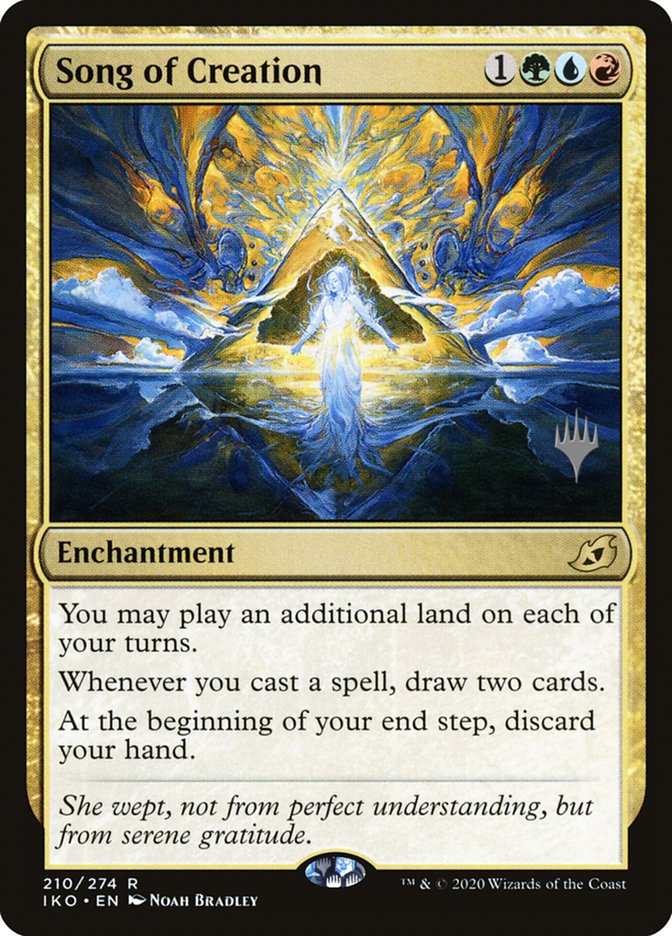 Song of Creation 1
Enchantment
You may play an additional land on each of
your turns.
Whenever you cast a spell, draw two cards.
At the beginning of your end step, discard
your hand.
She wept, not from perfect understanding, but
from serene gratitude.
210/274 R
IKO • EN Noah Bradley
™ & © 2020 Wizards of the Coast